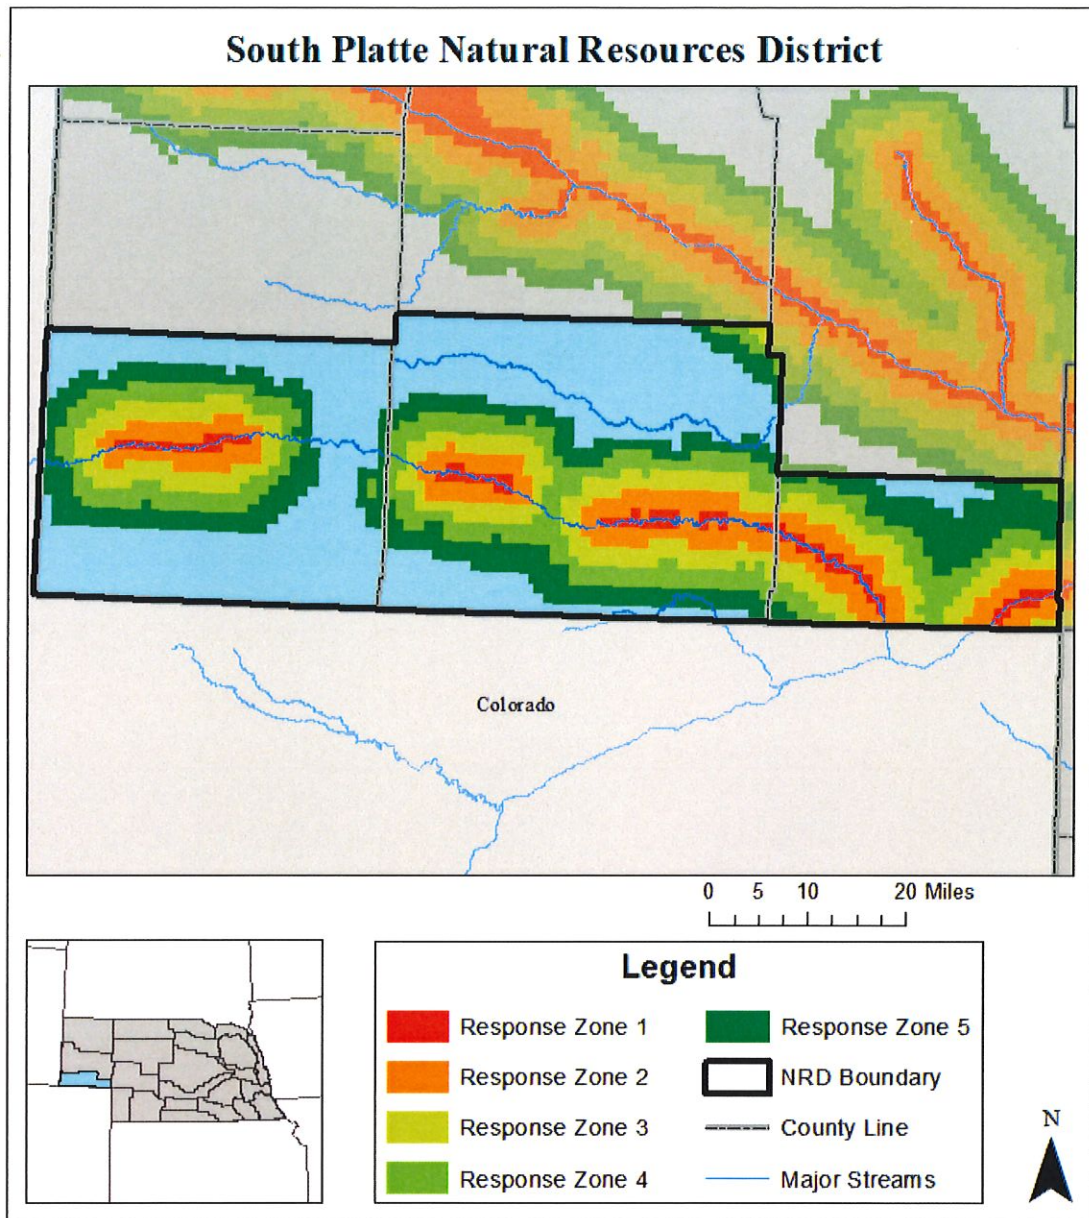 South Platte Natural Resources District
Colorado
0 5 10 20 Miles
Legend
Response Zone 1
Response Zone 2
Response Zone 3
Response Zone 4
Response Zone 5
NRD Boundary
County Line
Major Streams
N